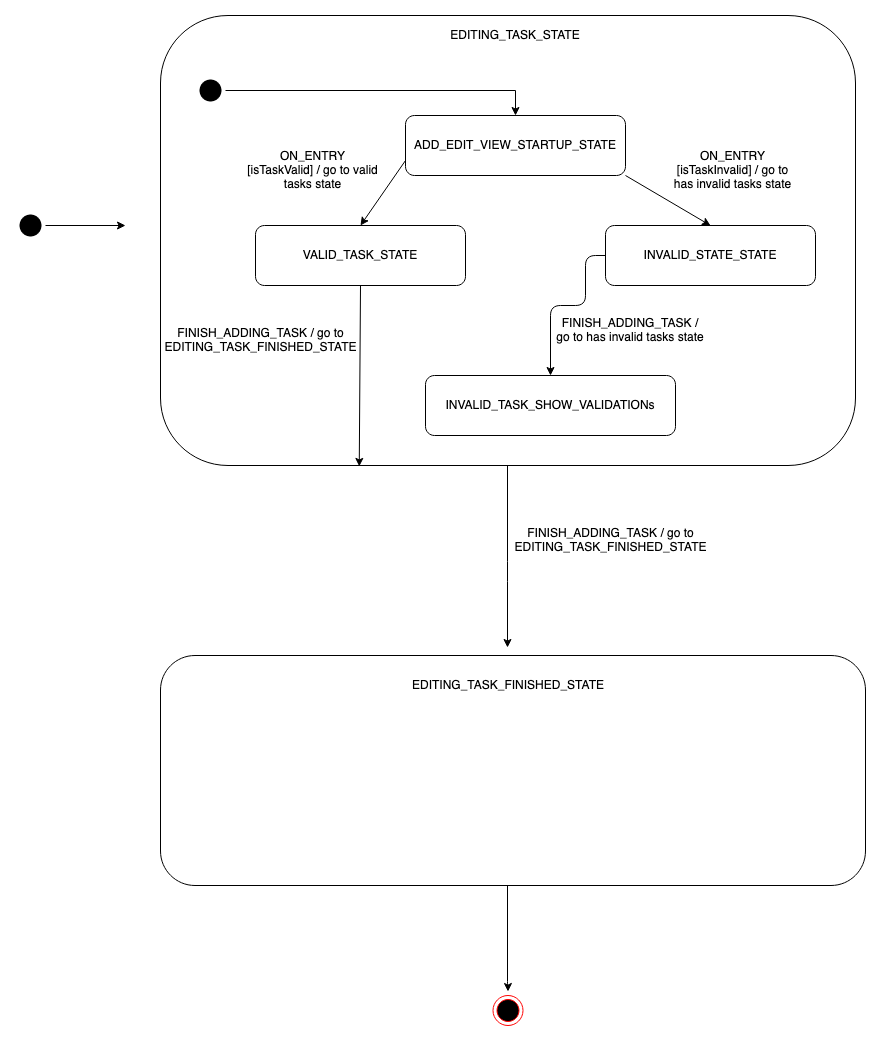 EDITING_TASK_STATE
ADD_EDIT_VIEW_STARTUP_STATE
ON_ENTRY
[isTaskValid] / go to valid
tasks state
ON_ENTRY
[isTaskInvalid] / go to
has invalid tasks state
VALID_TASK_STATE
INVALID_STATE_STATE
FINISH_ADDING_TASK / go to
EDITING_TASK_FINISHED_STATE
FINISH_ADDING_TASK /
go to has invalid tasks state
INVALID_TASK_SHOW_VALIDATIONs
FINISH_ADDING_TASK / go to
EDITING_TASK_FINISHED_STATE
EDITING_TASK_FINISHED_STATE